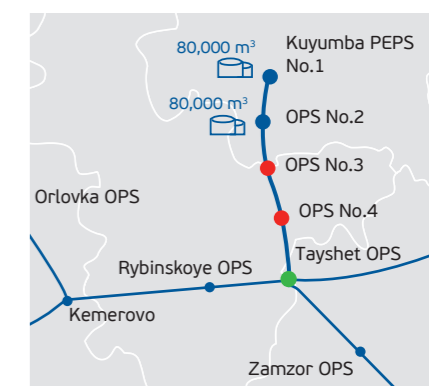 80,000 m³
Kuyumba PEPS
No.1
80,000 m³
OPS No.2
OPS No.3
Orlovka OPS
OPS No.4
Tayshet OPS
Rybinskoye OPS
Kemerovo
Zamzor OPS